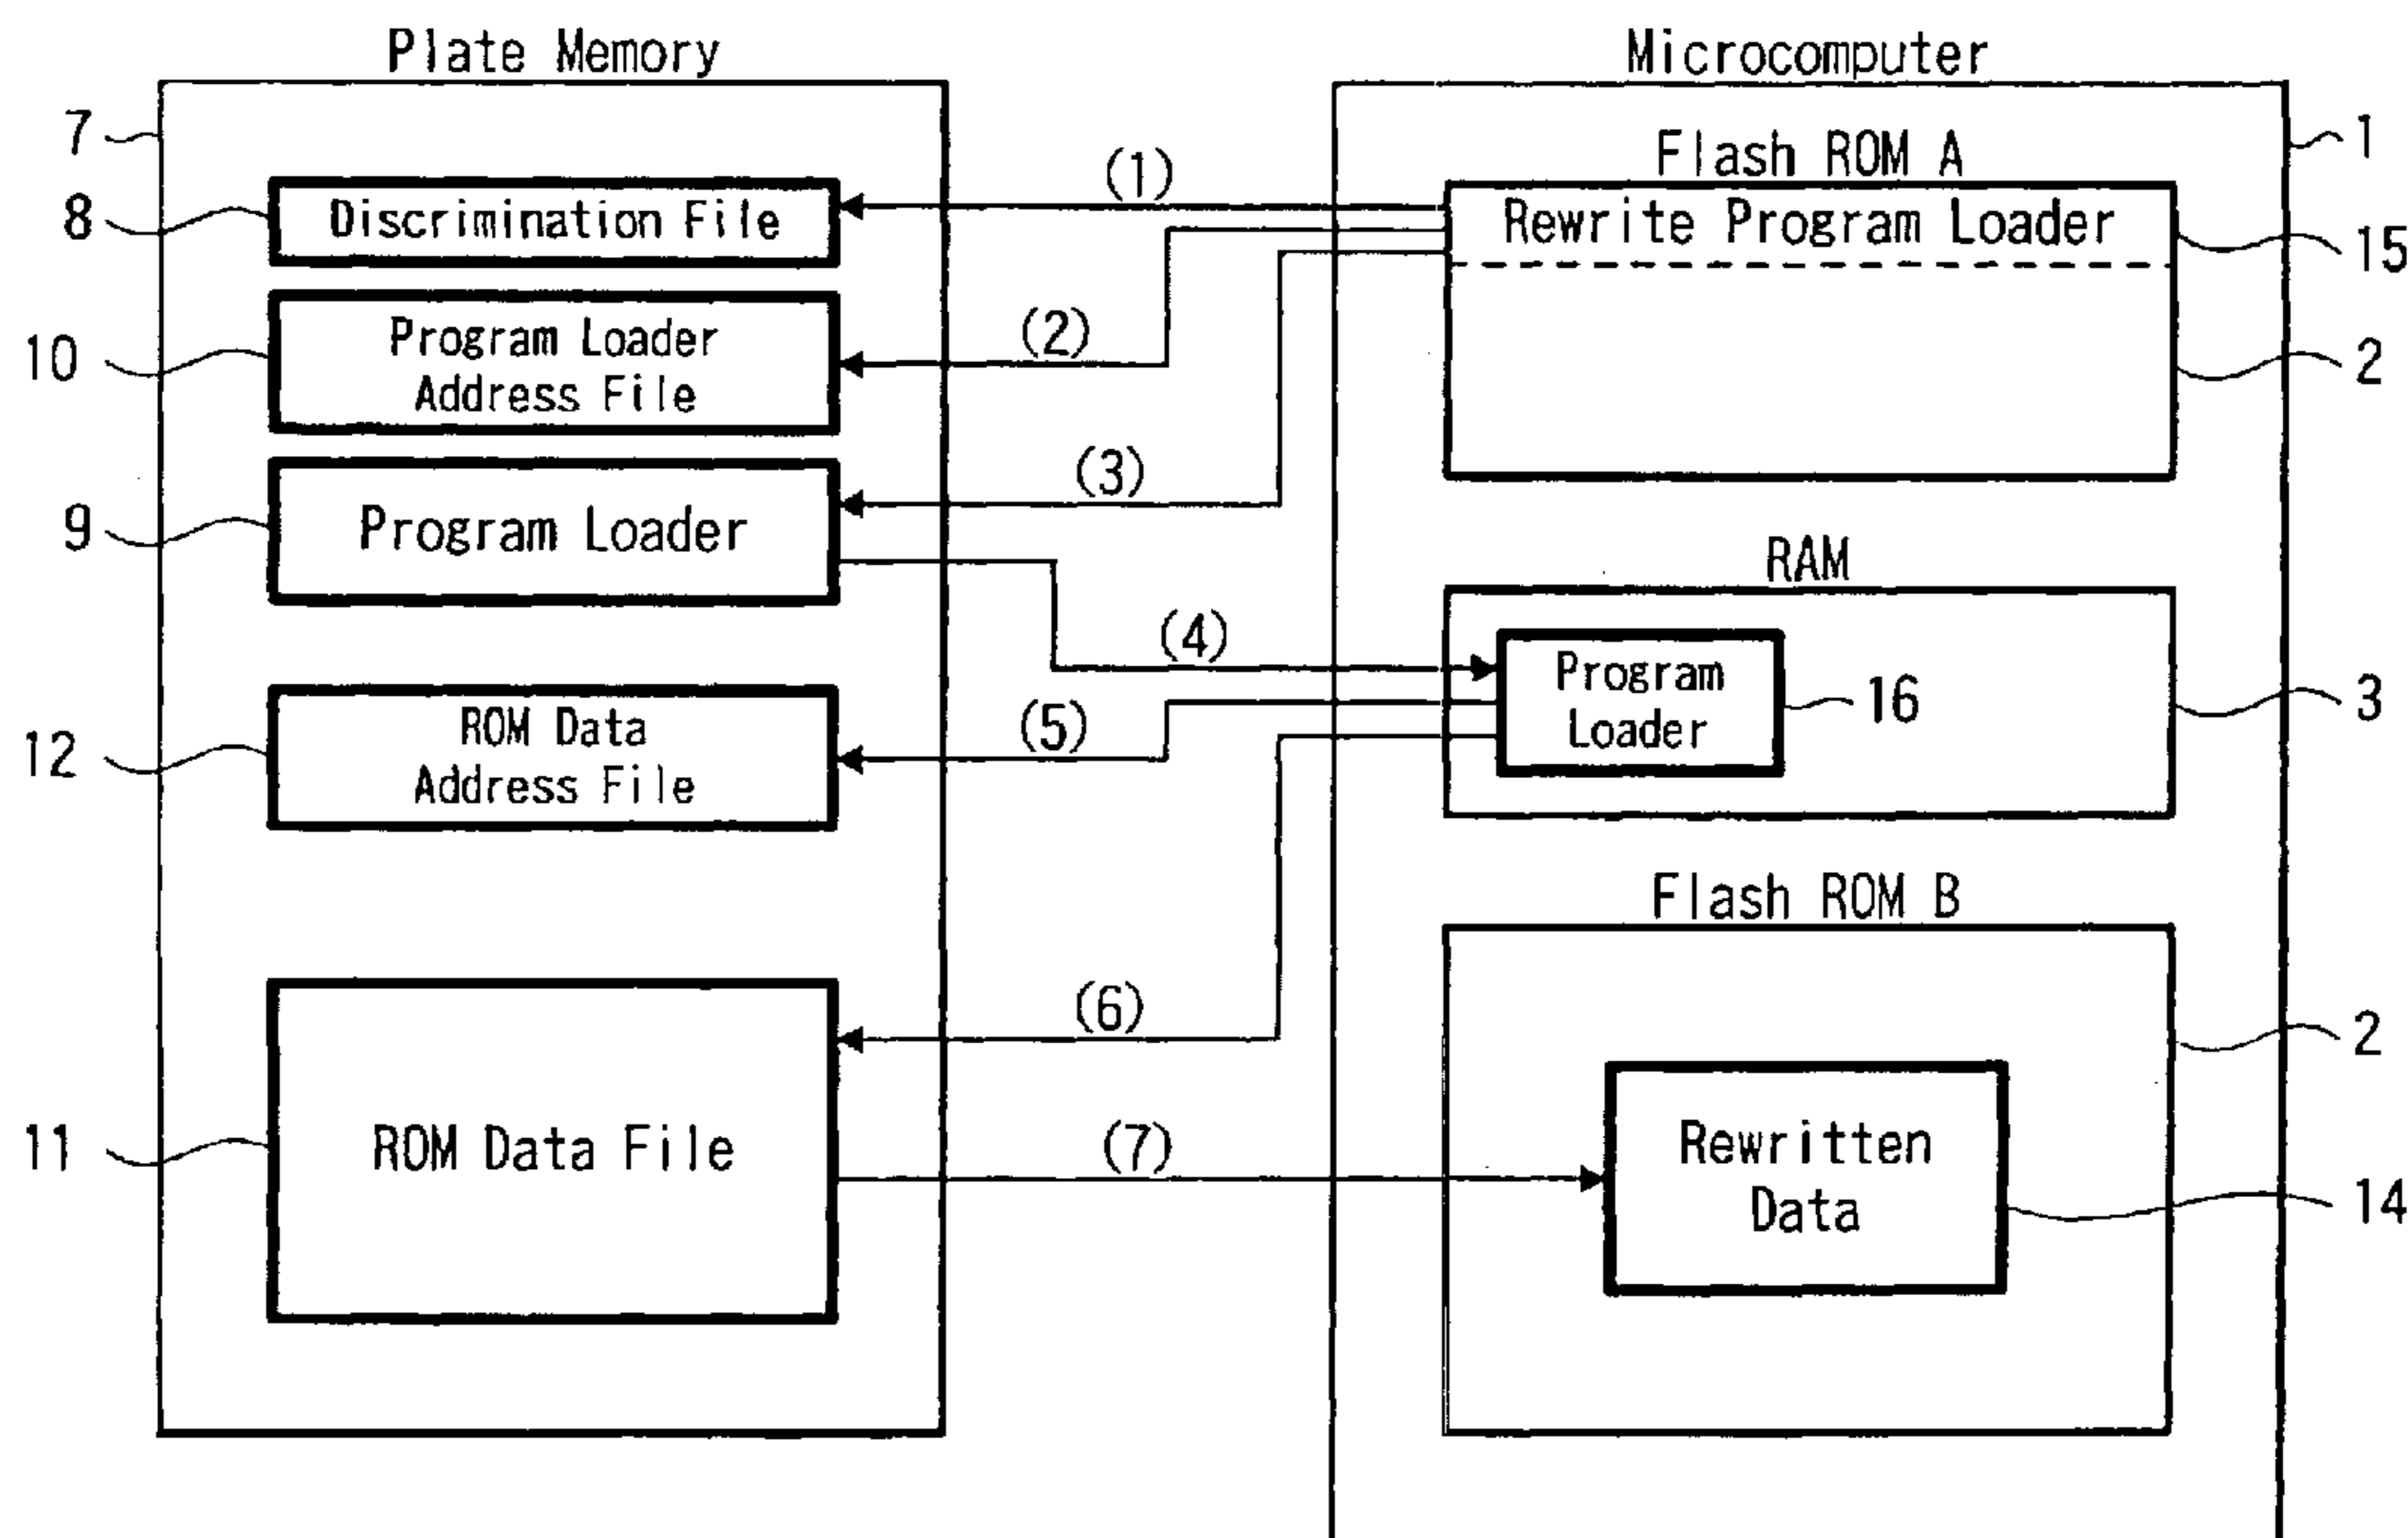 Plate Memory
Microcomputer
7
1
Flash ROM A
(1)
8
Discrimination File
Rewrite Program Loader
15
(2)
10
Program Loader
Address File
2
(3)
9
Program Loader
RAM
(4)
Program
Loader
16
3
12
ROM Data
Address File
(5)
Flash ROM B
(6)
2
11
ROM Data File
(7)
Rewritten
Data
14